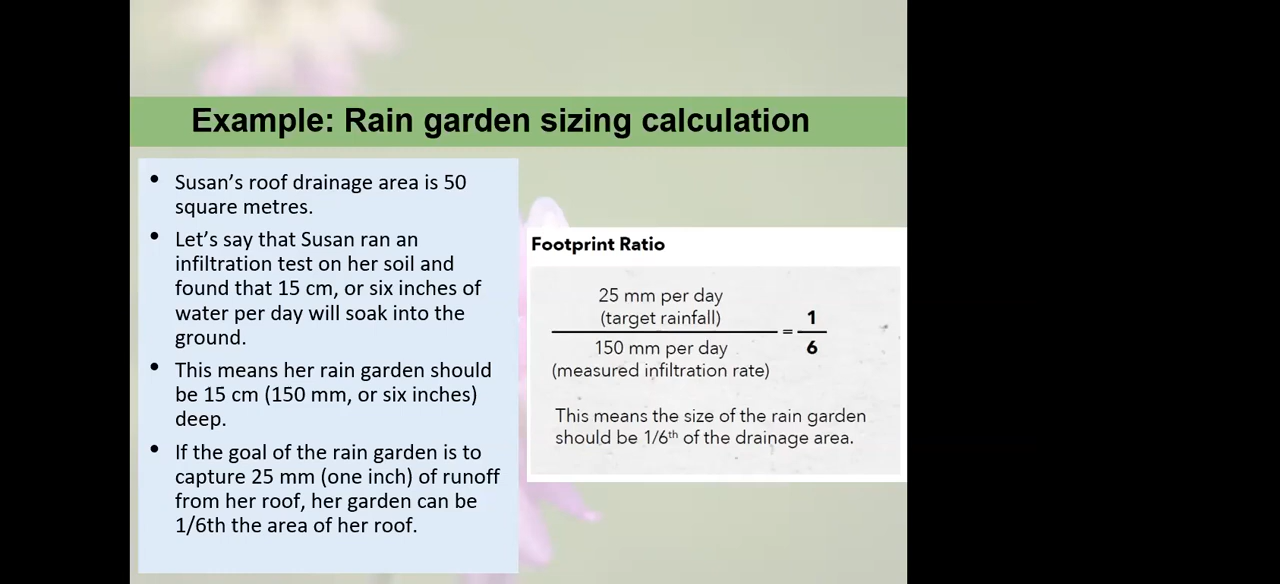 Example: Rain garden sizing calculation
• Susan’s roof drainage area is 50
square metres.
• Let’s say that Susan ran an
infiltration test on her soil and
found that 15 cm, or six inches of
water per day will soak into the
ground.
• This means her rain garden should
be 15 cm (150 mm, or six inches)
deep.
• If the goal of the rain garden is to
capture 25 mm (one inch) of runoff
from her roof, her garden can be
1/6th the area of her roof.
Footprint Ratio
25 mm per day
(target rainfall)
150 mm per day
(measured infiltration rate)
=
1
6
This means the size of the rain garden
should be 1/6th of the drainage area.